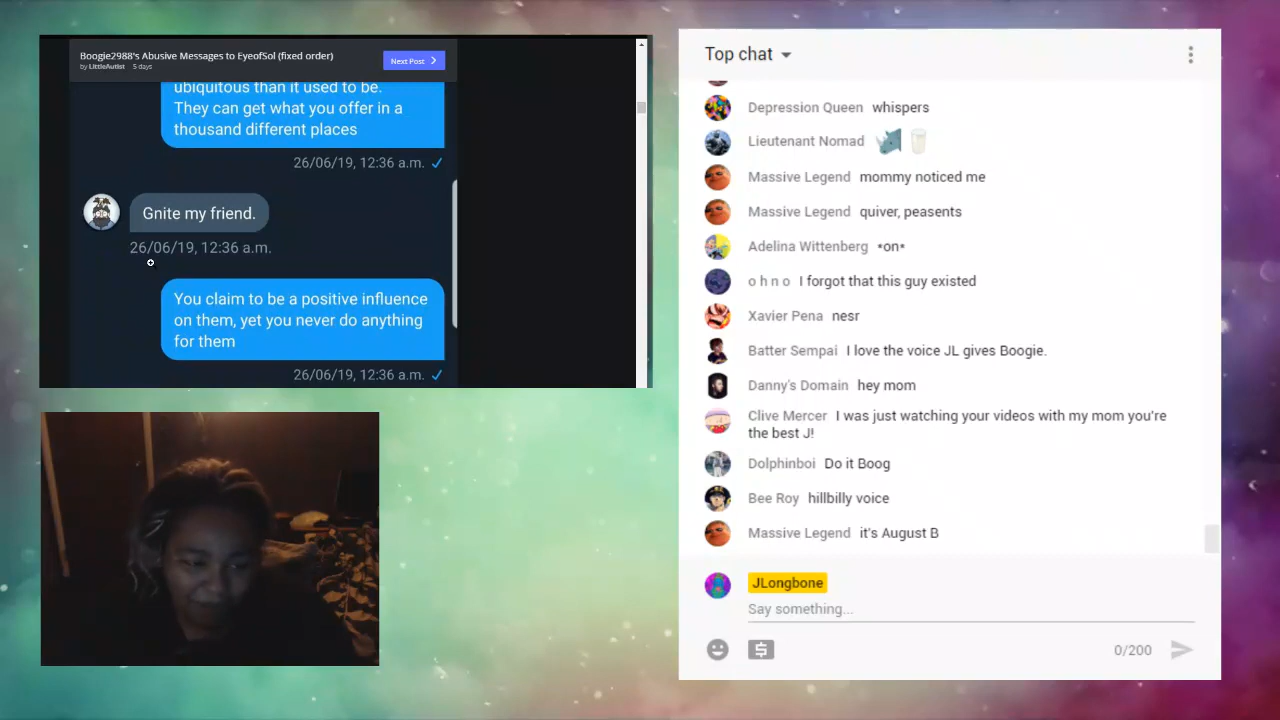 Boogie2988's Abusive Messages to EyeofSol (fixed order)
by LittleAutist 5 days
Next Post
ubiquitous than it used to be.
They can get what you offer in a
thousand different places
26/06/19, 12:36 a.m.
Gnite my friend.
26/06/19, 12:36 a.m.
You claim to be a positive influence
on them, yet you never do anything
for them
26/06/19, 12:36 a.m.
Top chat
Depression Queen whispers
Lieutenant Nomad
Massive Legend mommy noticed me
Massive Legend quiver, peasents
Adelina Wittenberg *on*
o h n o I forgot that this guy existed
Xavier Pena nesr
Batter Sempai I love the voice JL gives Boogie.
Danny's Domain hey mom
Clive Mercer I was just watching your videos with my mom you're
the best J!
Dolphinboi Do it Boog
Bee Roy hillbilly voice
Massive Legend it's August B
JLongbone
Say something...
0/200